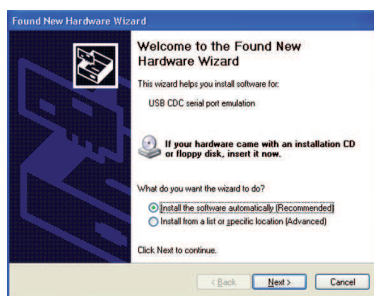 Found New Hardware Wizard
Welcome to the Found New
Hardware Wizard
This wizard helps you install software for:
USB CDC serial port emulation
If your hardware came with an installation CD
or floppy disk, insert it now.
What do you want the wizard to do?
Install the software automatically (Recommended)
Install from a list or specific location (Advanced)
Click Next to continue.
< Back
Next >
Cancel